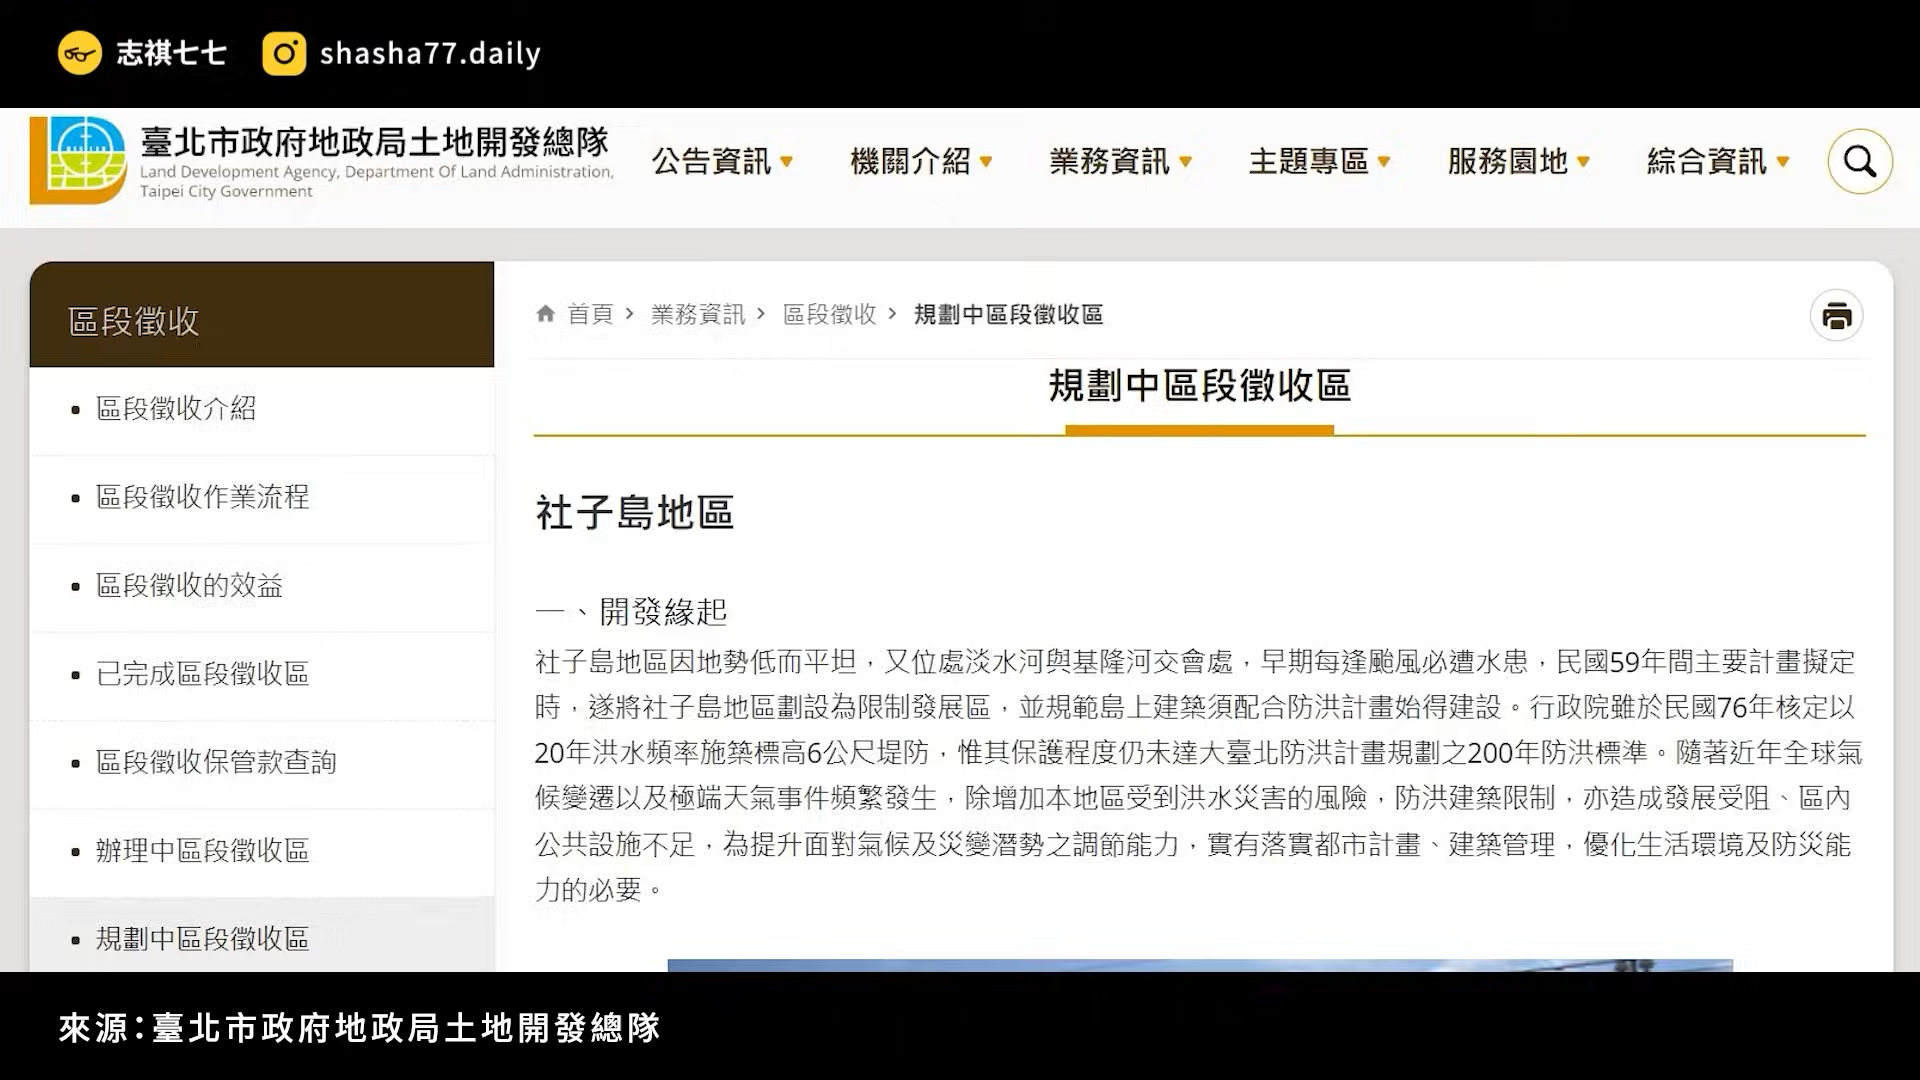 志祺七七 shasha77.daily
臺北市政府地政局土地開發總隊
Land Development Agency, Department Of Land Administration,
Taipei City Government
公告資訊 機關介紹 業務資訊 主題專區 服務園地 綜合資訊
區段徵收
區段徵收介紹
區段徵收作業流程
區段徵收的效益
已完成區段徵收區
區段徵收保管款查詢
辦理中區段徵收區
規劃中區段徵收區
首頁 > 業務資訊 > 區段徵收 > 規劃中區段徵收區
規劃中區段徵收區
社子島地區
一、開發緣起
社子島地區因地勢低而平坦，又位處淡水河與基隆河交會處，早期每逢颱風必遭水患，民國59年間主要計畫擬定
時，遂將社子島地區劃設為限制發展區，並規範島上建築須配合防洪計畫始得建設。行政院雖於民國76年核定以
20年洪水頻率施築標高6公尺堤防，惟其保護程度仍未達大臺北防洪計畫規劃之200年防洪標準。隨著近年全球氣
候變遷以及極端天氣事件頻繁發生，除增加本地區受到洪水災害的風險，防洪建築限制，亦造成發展受阻、區內
公共設施不足，為提升面對氣候及災變潛勢之調節能力，實有落實都市計畫、建築管理，優化生活環境及防災能
力的必要。
來源：臺北市政府地政局土地開發總隊